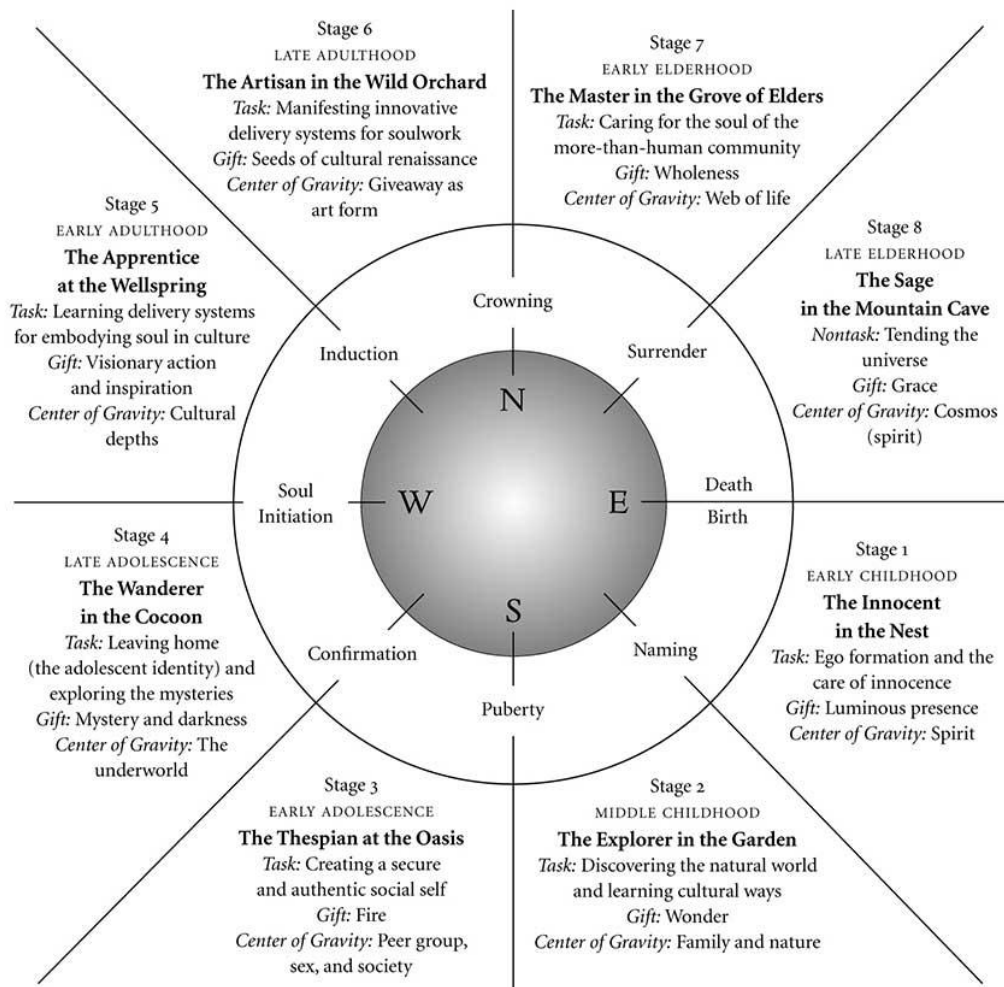 Stage 6
LATE ADULTHOOD
The Artisan in the Wild Orchard
Task: Manifesting innovative
delivery systems for soulwork
Gift: Seeds of cultural renaissance
Center of Gravity: Giveaway as
art form
Stage 7
EARLY ELDERHOOD
The Master in the Grove of Elders
Task: Caring for the soul of the
more-than-human community
Gift: Wholeness
Center of Gravity: Web of life
Stage 5
EARLY ADULTHOOD
The Apprentice
at the Wellspring
Task: Learning delivery systems
for embodying soul in culture
Gift: Visionary action
and inspiration
Center of Gravity: Cultural
depths
Stage 8
LATE ELDERHOOD
The Sage
in the Mountain Cave
Nontask: Tending the
universe
Gift: Grace
Center of Gravity: Cosmos
(spirit)
Crowning
Induction
Surrender
N
Soul
Initiation
W
E
Death
Birth
S
Confirmation
Naming
Puberty
Stage 4
LATE ADOLESCENCE
The Wanderer
in the Cocoon
Task: Leaving home
(the adolescent identity) and
exploring the mysteries
Gift: Mystery and darkness
Center of Gravity: The
underworld
Stage 1
EARLY CHILDHOOD
The Innocent
in the Nest
Task: Ego formation and the
care of innocence
Gift: Luminous presence
Center of Gravity: Spirit
Stage 3
EARLY ADOLESCENCE
The Thespian at the Oasis
Task: Creating a secure
and authentic social self
Gift: Fire
Center of Gravity: Peer group,
sex, and society
Stage 2
MIDDLE CHILDHOOD
The Explorer in the Garden
Task: Discovering the natural world
and learning cultural ways
Gift: Wonder
Center of Gravity: Family and nature